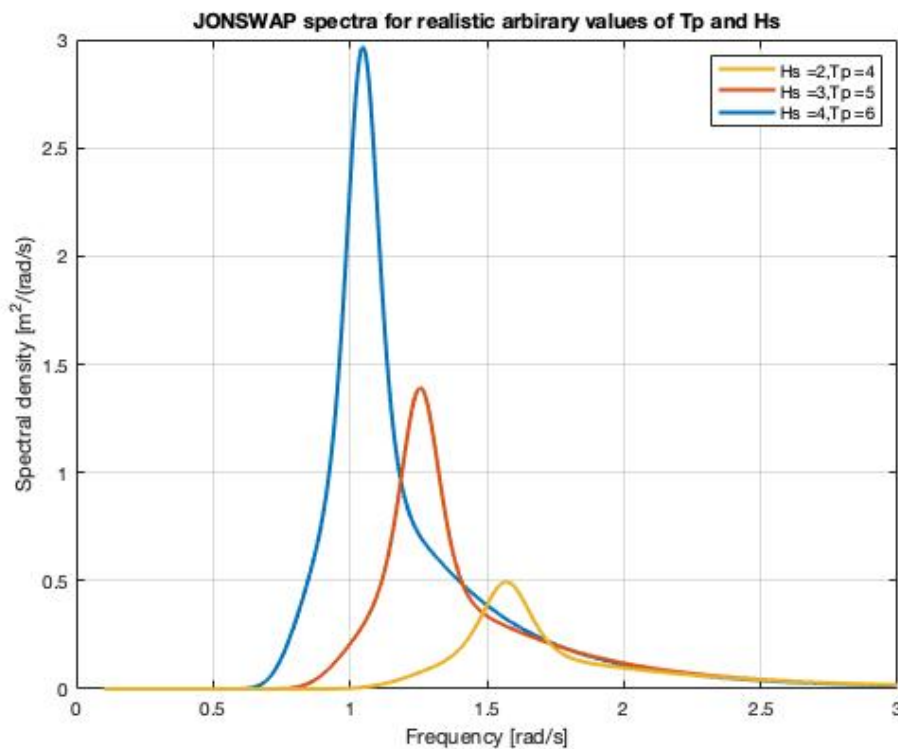 JONSWAP spectra for realistic arbirary values of Tp and Hs
Hs =2,Tp =4
Hs =3,Tp =5
Hs =4,Tp =6
Spectral density [m²/(rad/s)
3
2.5
2
1.5
1
0.5
0
0 0.5 1 1.5 2 2.5 3
Frequency [rad/s]